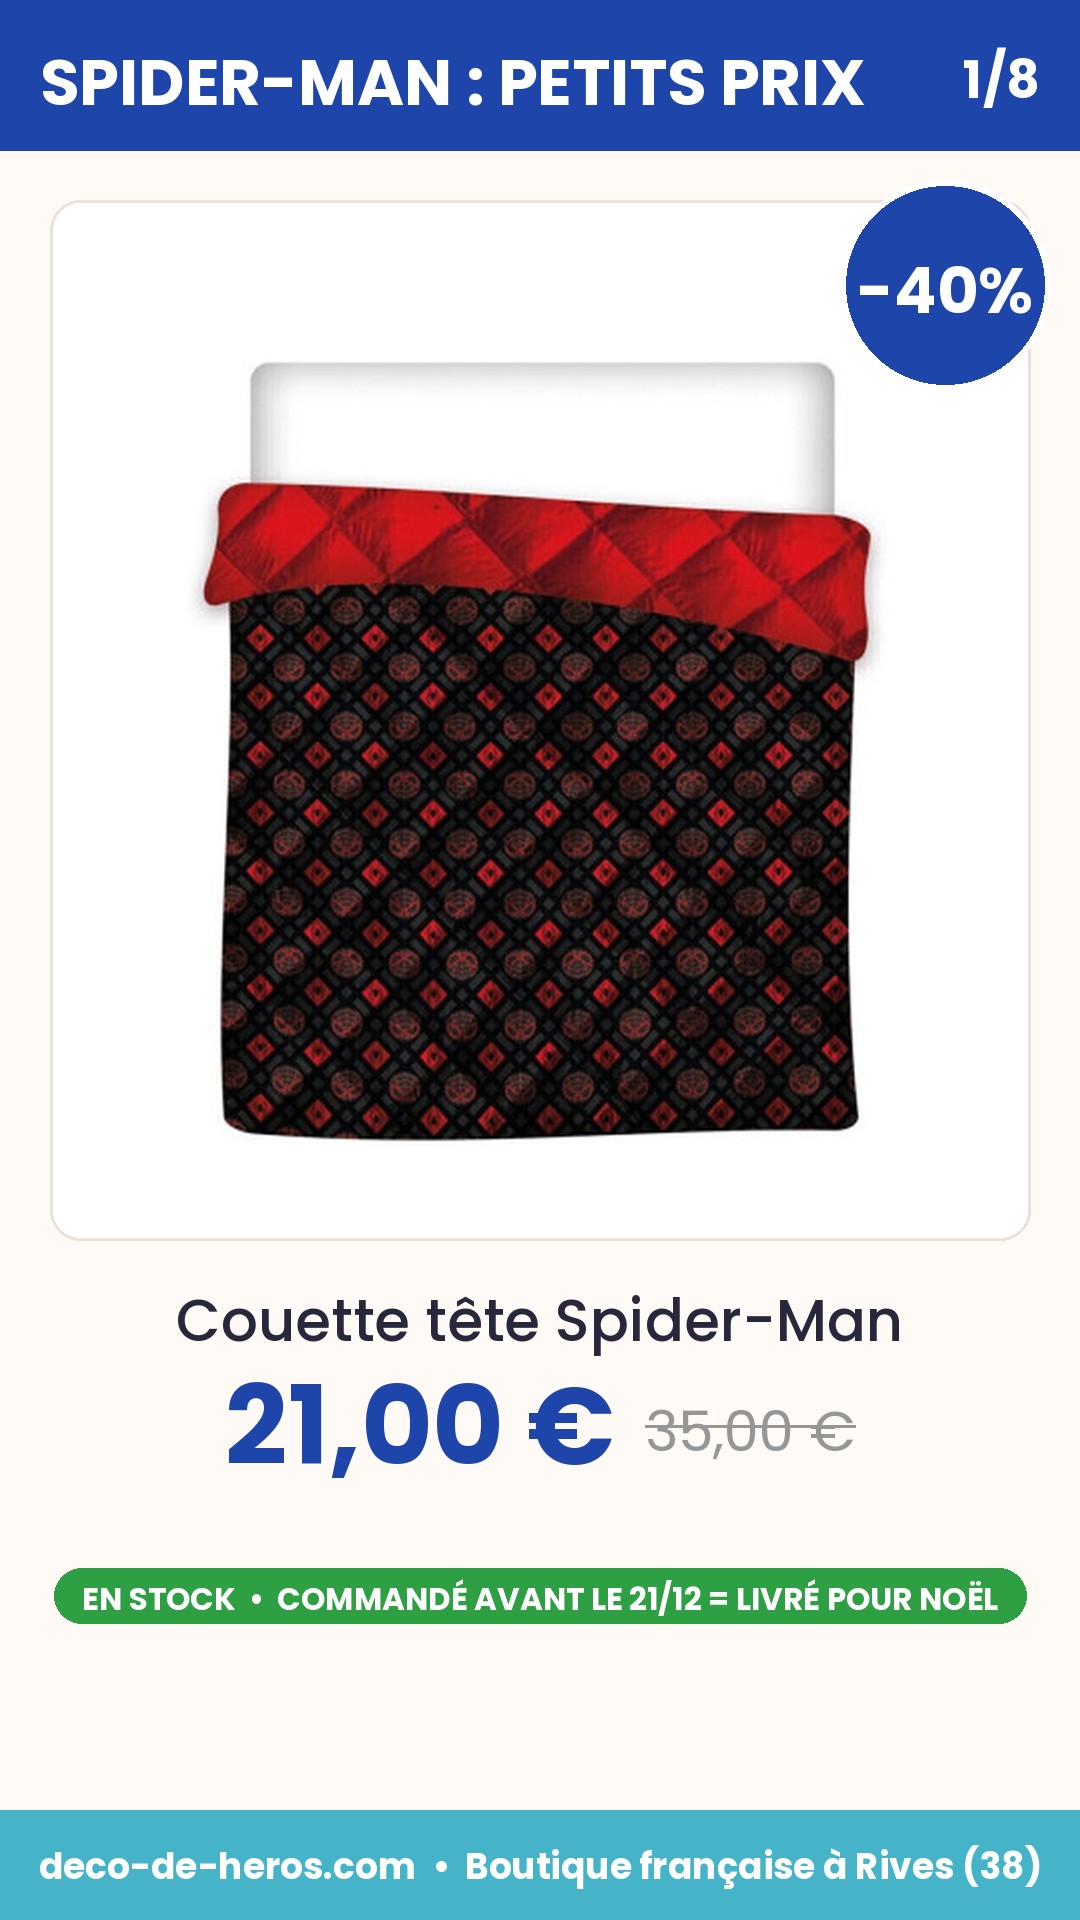 SPIDER-MAN : PETITS PRIX 1/8
-40%
Couette tête Spider-Man
21,00 € 35,00 €
EN STOCK • COMMANDÉ AVANT LE 21/12 = LIVRÉ POUR NOËL
deco-de-heros.com • Boutique française à Rives (38)